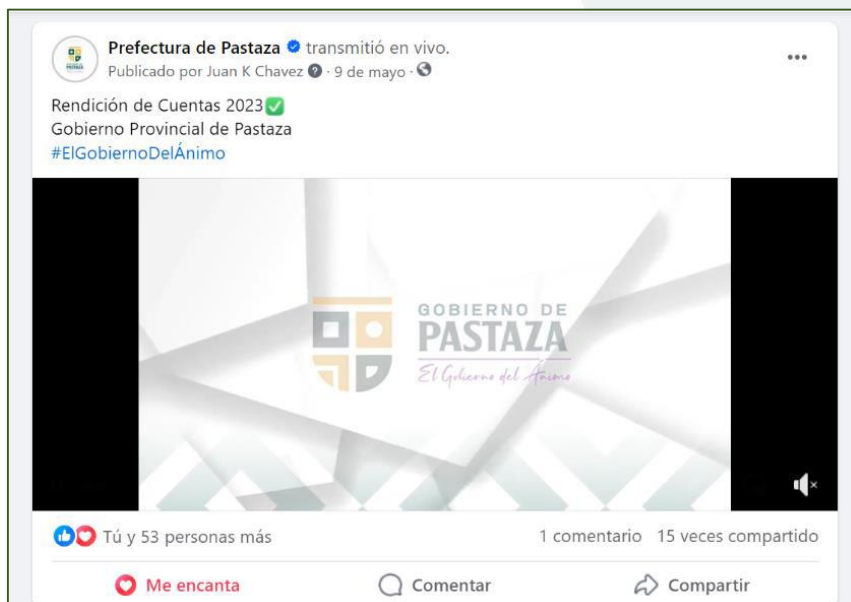 Prefectura de Pastaza transmitió en vivo.
Publicado por Juan K Chavez · 9 de mayo ·
Rendición de Cuentas 2023✅
Gobierno Provincial de Pastaza
#ElGobiernoDelÁnimo
GOBIERNO DE
PASTAZA
El Gobierno del Ánimo
Tú y 53 personas más
1 comentario 15 veces compartido
Me encanta
Comentar
Compartir